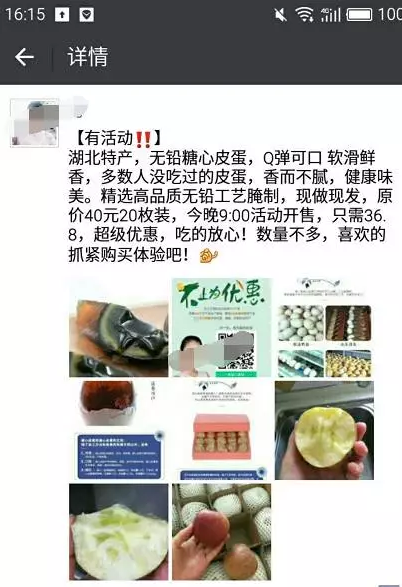 16:15
4G
100
详情
【有活动‼️】
湖北特产，无铅糖心皮蛋，Q弹可口 软滑鲜
香，多数人没吃过的皮蛋，香而不腻，健康味
美。精选高品质无铅工艺腌制，现做现发，原
价40元20枚装，今晚9:00活动开售，只需36.
8，超级优惠，吃的放心！数量不多，喜欢的
抓紧购买体验吧！
不止为优惠